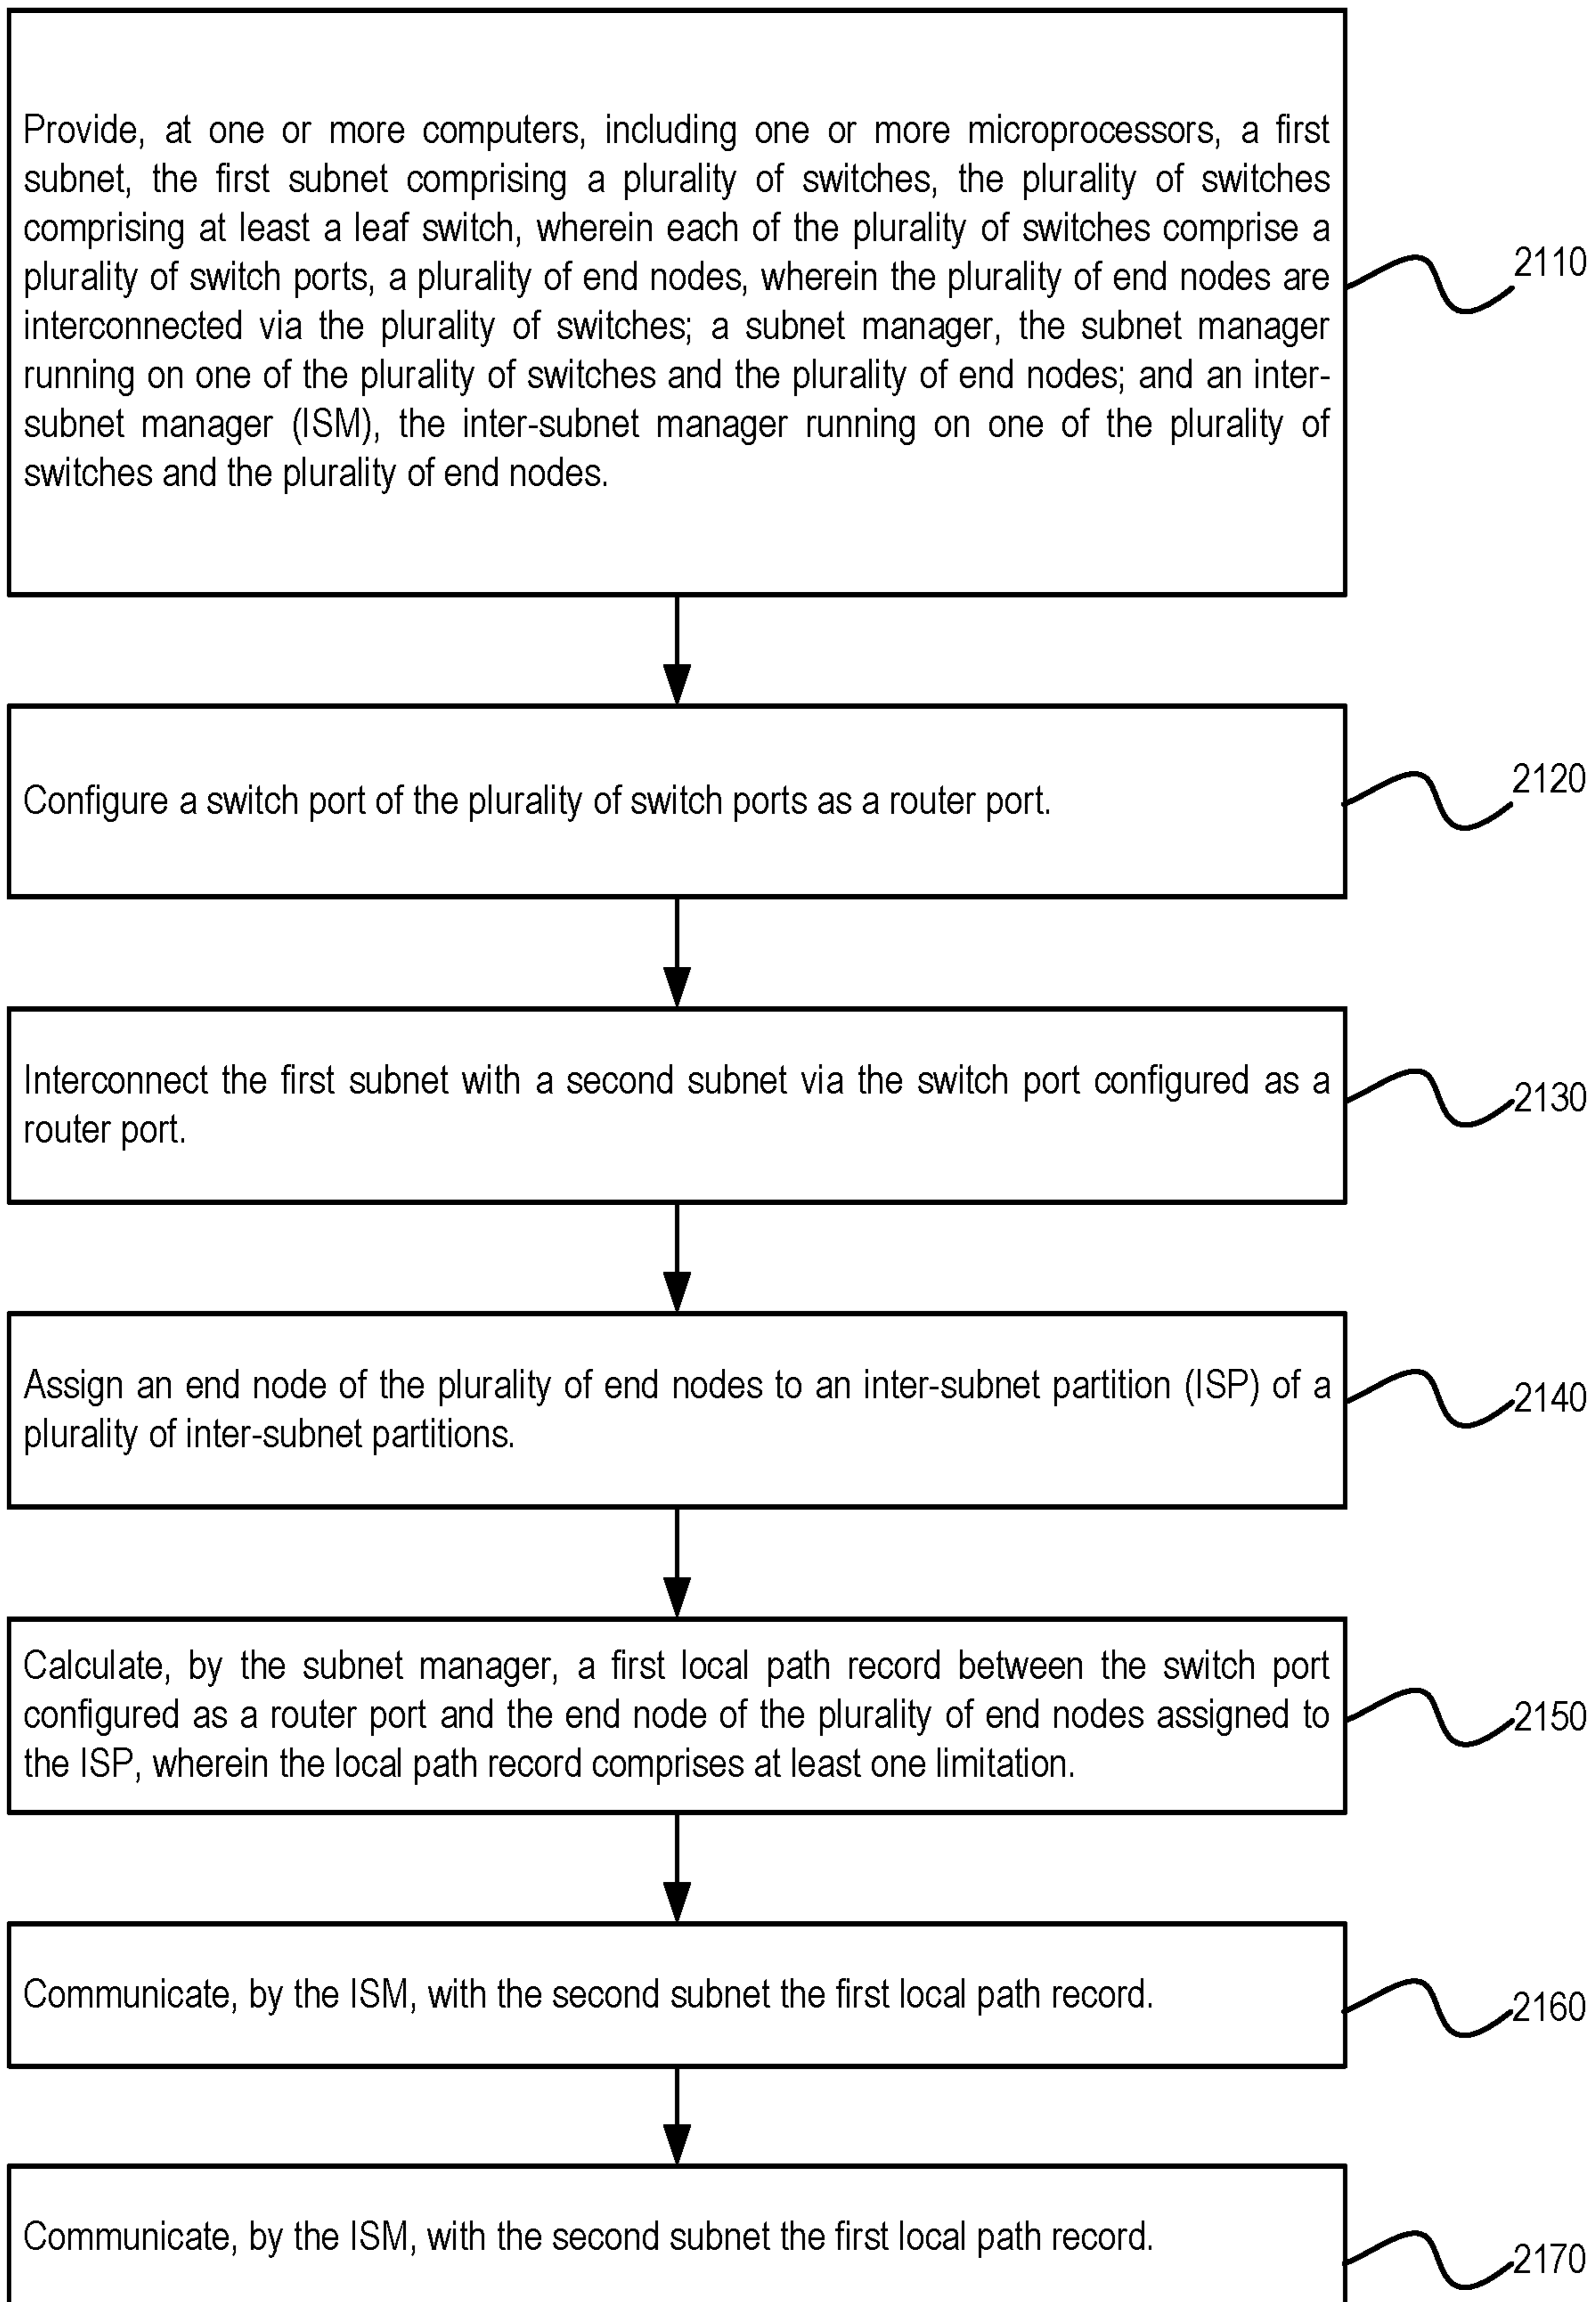 Provide, at one or more computers, including one or more microprocessors, a first
subnet, the first subnet comprising a plurality of switches, the plurality of switches
comprising at least a leaf switch, wherein each of the plurality of switches comprise a
plurality of switch ports, a plurality of end nodes, wherein the plurality of end nodes are
interconnected via the plurality of switches; a subnet manager, the subnet manager
running on one of the plurality of switches and the plurality of end nodes; and an inter-
subnet manager (ISM), the inter-subnet manager running on one of the plurality of
switches and the plurality of end nodes.
2110
Configure a switch port of the plurality of switch ports as a router port.
2120
Interconnect the first subnet with a second subnet via the switch port configured as a
router port.
2130
Assign an end node of the plurality of end nodes to an inter-subnet partition (ISP) of a
plurality of inter-subnet partitions.
2140
Calculate, by the subnet manager, a first local path record between the switch port
configured as a router port and the end node of the plurality of end nodes assigned to
the ISP, wherein the local path record comprises at least one limitation.
2150
Communicate, by the ISM, with the second subnet the first local path record.
2160
Communicate, by the ISM, with the second subnet the first local path record.
2170